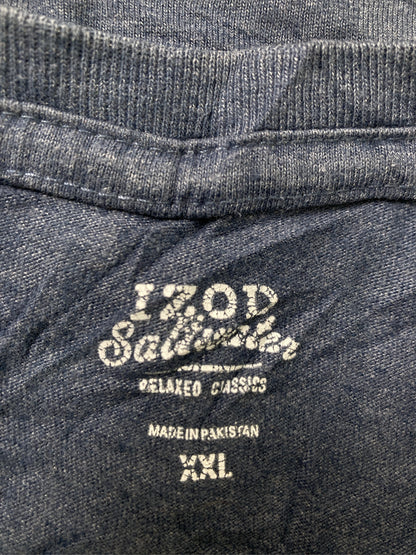 IZOD
Saltwater
RELAXED CLASSICS
MADE IN PAKISTAN
XXL